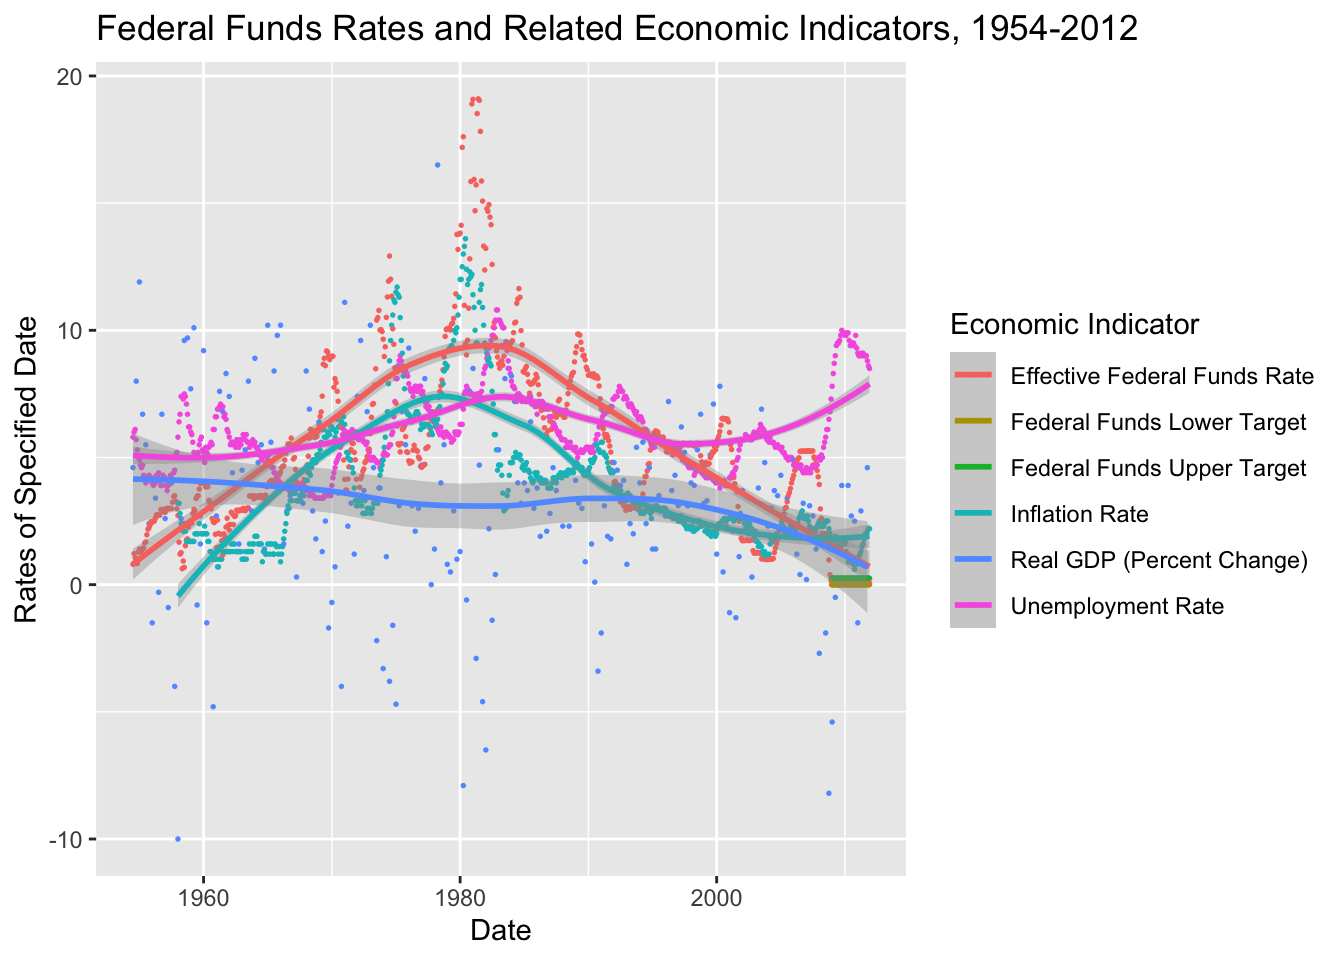 Federal Funds Rates and Related Economic Indicators, 1954-2012
20
10
0
-10
Rates of Specified Date
1960
1980
2000
Date
Economic Indicator
Effective Federal Funds Rate
Federal Funds Lower Target
Federal Funds Upper Target
Inflation Rate
Real GDP (Percent Change)
Unemployment Rate